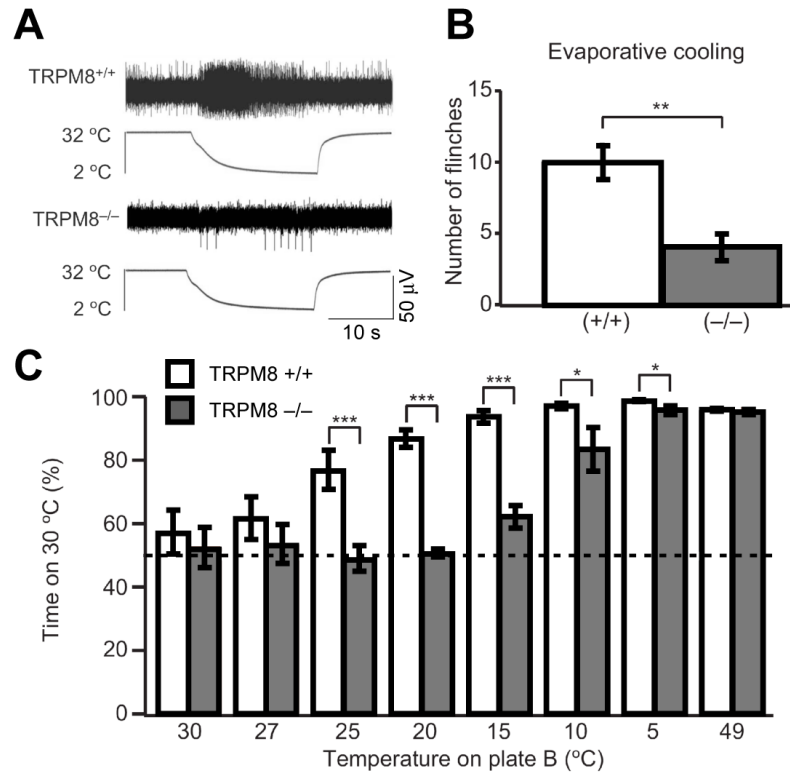 A
TRPM8+/+
32 ºC
2 ºC
TRPM8–/–
32 ºC
2 ºC
50 µV
10 s
B
Evaporative cooling
Number of flinches
15
10
5
0
**
(+/+)
(–/–)
C
TRPM8 +/+
TRPM8 –/–
Time on 30 ºC (%)
100
80
60
40
20
0
***
***
***
*
*
30 27 25 20 15 10 5 49
Temperature on plate B (ºC)